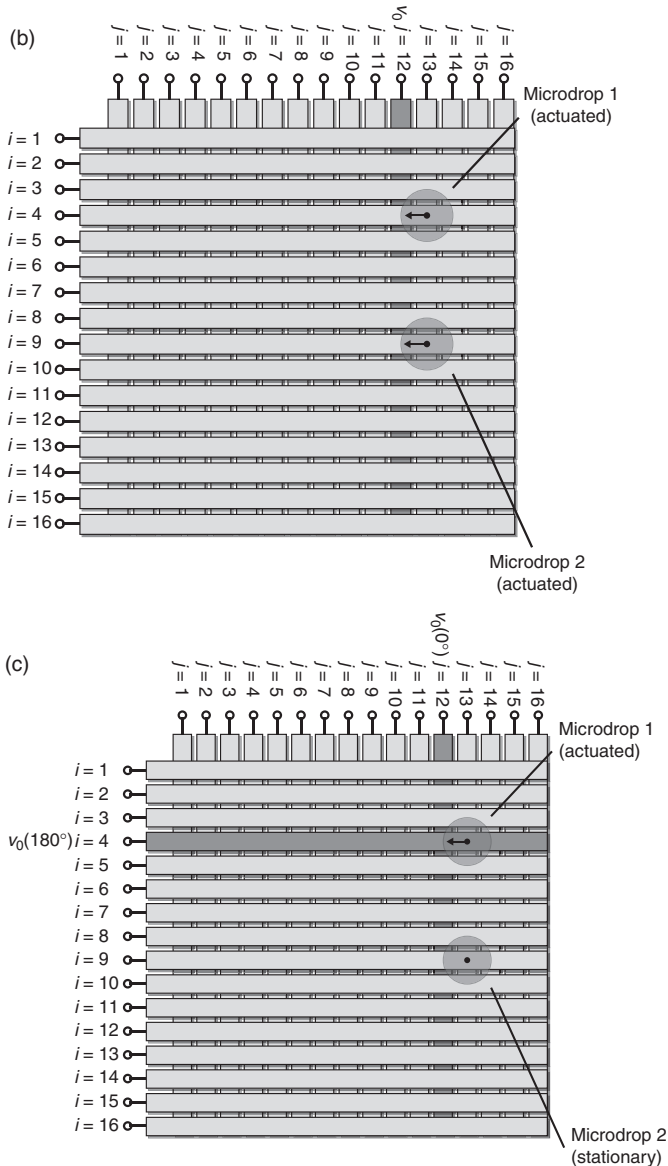 (b)
v0
j = 1
j = 2
j = 3
j = 4
j = 5
j = 6
j = 7
j = 8
j = 9
j = 10
j = 11
j = 12
j = 13
j = 14
j = 15
j = 16
Microdrop 1
(actuated)
i = 1
i = 2
i = 3
i = 4
i = 5
i = 6
i = 7
i = 8
i = 9
i = 10
i = 11
i = 12
i = 13
i = 14
i = 15
i = 16
Microdrop 2
(actuated)
(c)
v0(0°)
j = 1
j = 2
j = 3
j = 4
j = 5
j = 6
j = 7
j = 8
j = 9
j = 10
j = 11
j = 12
j = 13
j = 14
j = 15
j = 16
Microdrop 1
(actuated)
i = 1
i = 2
i = 3
v0(180°) i = 4
i = 5
i = 6
i = 7
i = 8
i = 9
i = 10
i = 11
i = 12
i = 13
i = 14
i = 15
i = 16
Microdrop 2
(stationary)